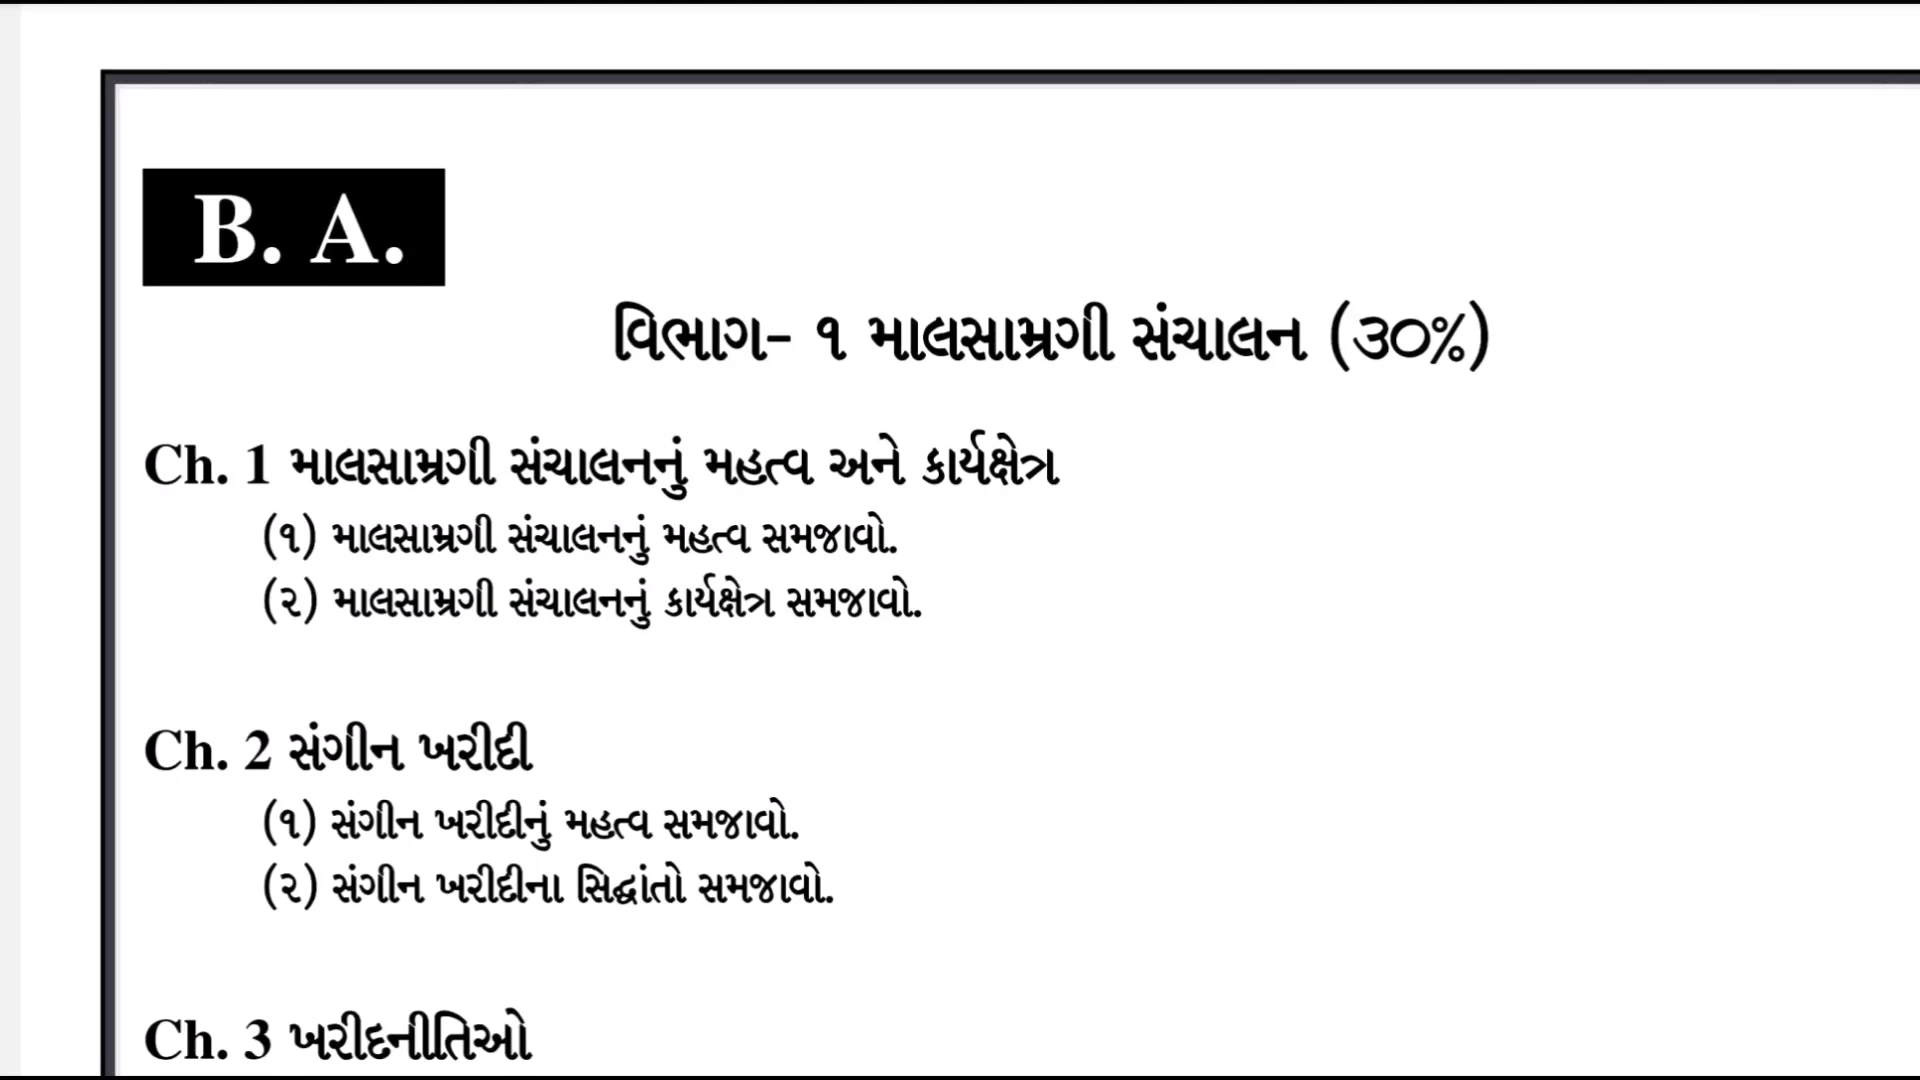 B. A.
વિભાગ- ૧ માલસામ્રગી સંચાલન (૩૦%)
Ch. 1 માલસામ્રગી સંચાલનનું મહત્વ અને કાર્યક્ષેત્ર
(૧) માલસામ્રગી સંચાલનનું મહત્વ સમજાવો.
(૨) માલસામ્રગી સંચાલનનું કાર્યક્ષેત્ર સમજાવો.
Ch. 2 સંગીન ખરીદી
(૧) સંગીન ખરીદીનું મહત્વ સમજાવો.
(૨) સંગીન ખરીદીના સિદ્ધાંતો સમજાવો.
Ch. 3 ખરીદનીતિઓ